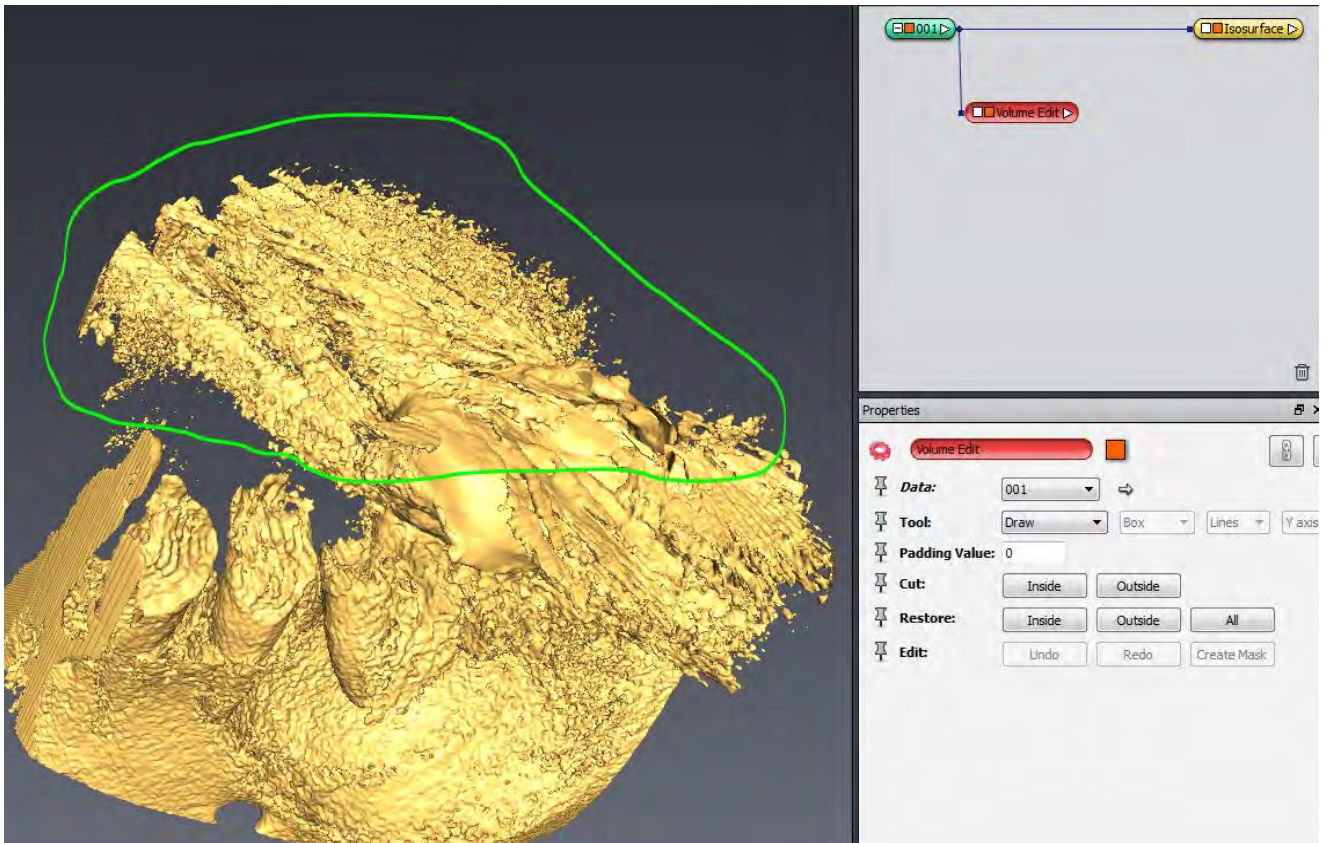 001
Isosurface
Volume Edit
Properties
Volume Edit
Data: 001
Tool: Draw Box Lines Y axis
Padding Value: 0
Cut: Inside Outside
Restore: Inside Outside All
Edit: Undo Redo Create Mask